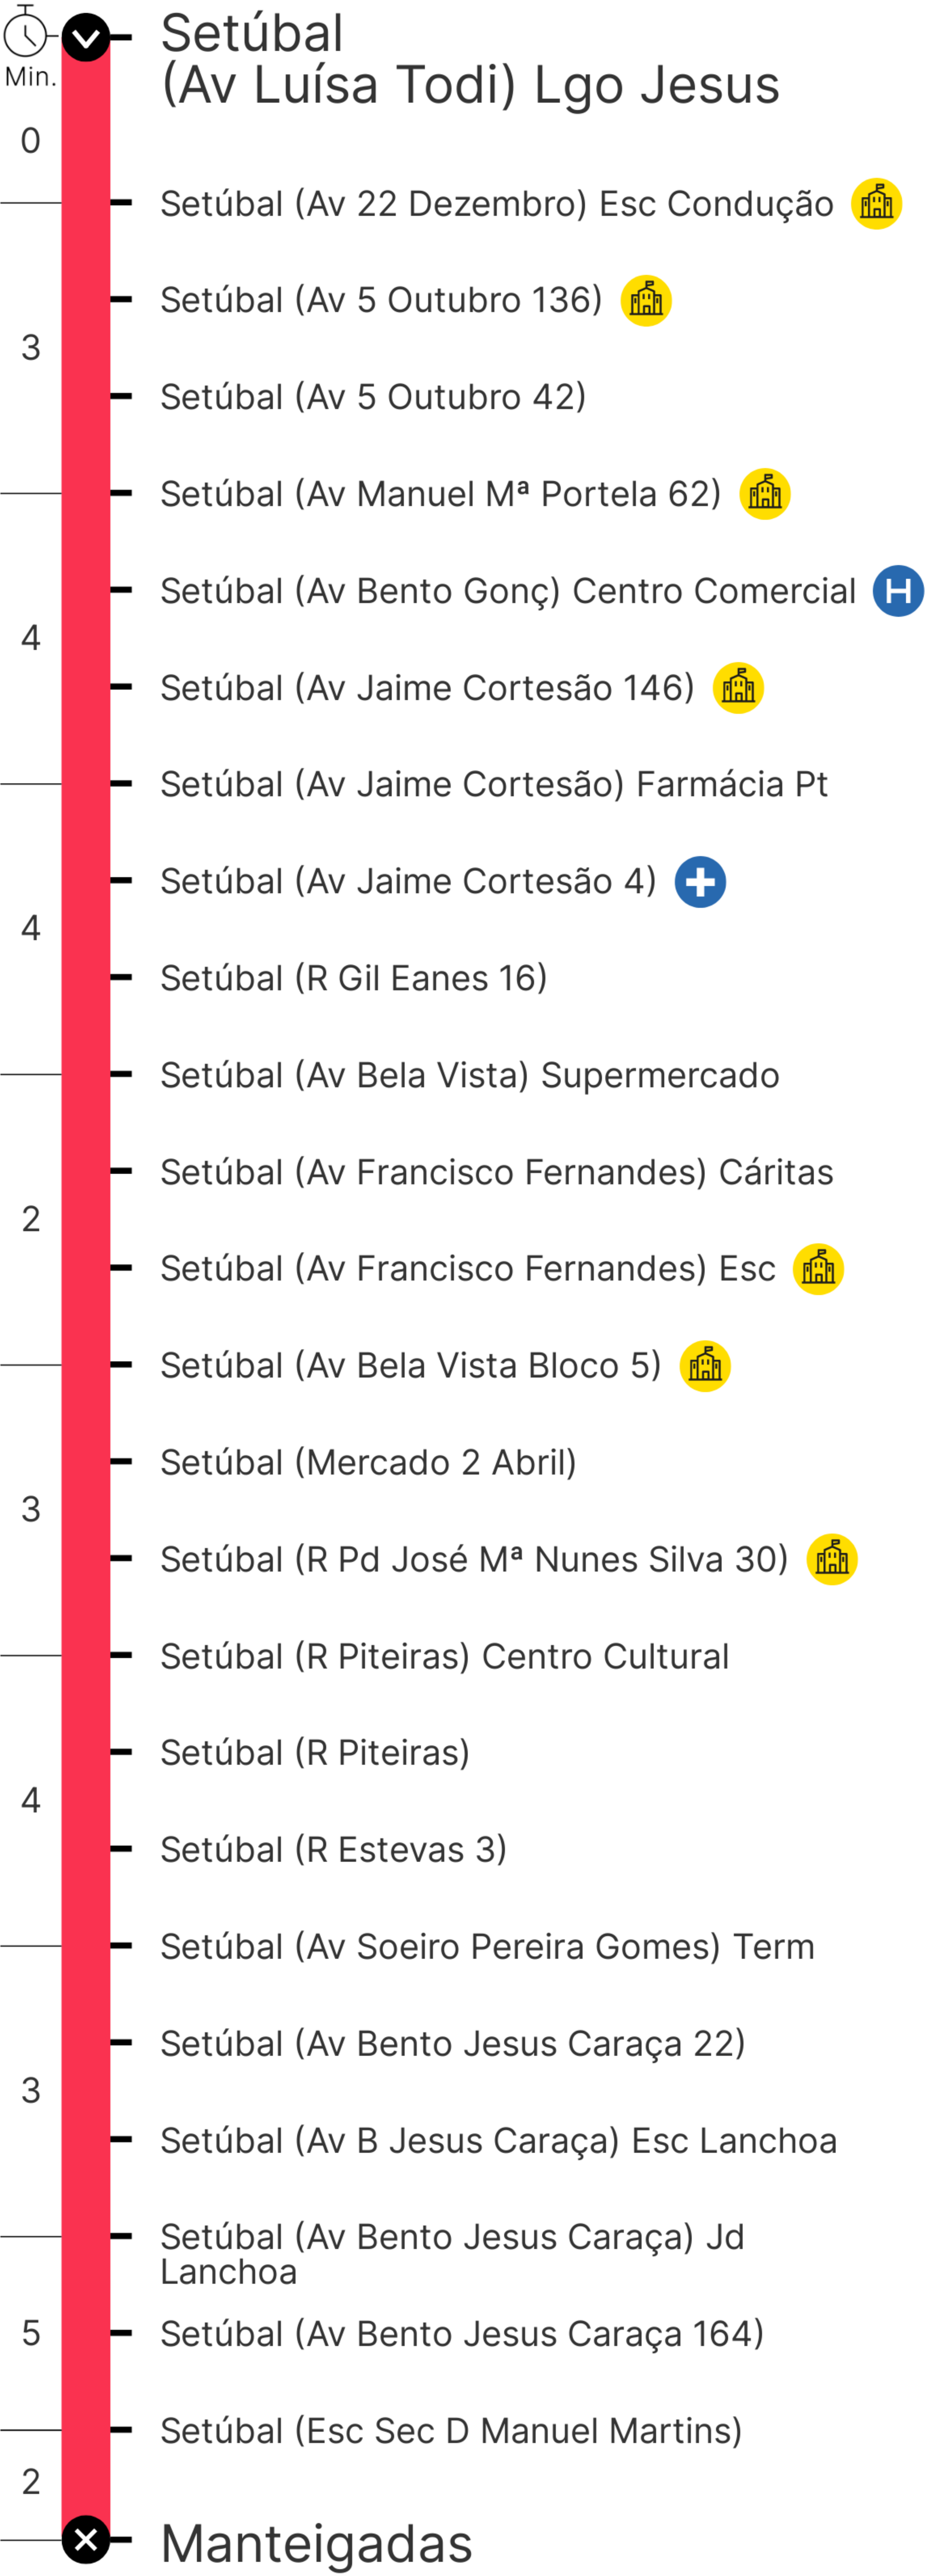 Min.
Setúbal
(Av Luísa Todi) Lgo Jesus
0
Setúbal (Av 22 Dezembro) Esc Condução
Setúbal (Av 5 Outubro 136)
3
Setúbal (Av 5 Outubro 42)
Setúbal (Av Manuel Mª Portela 62)
Setúbal (Av Bento Gonç) Centro Comercial H
4
Setúbal (Av Jaime Cortesão 146)
Setúbal (Av Jaime Cortesão) Farmácia Pt
Setúbal (Av Jaime Cortesão 4)
4
Setúbal (R Gil Eanes 16)
Setúbal (Av Bela Vista) Supermercado
Setúbal (Av Francisco Fernandes) Cáritas
2
Setúbal (Av Francisco Fernandes) Esc
Setúbal (Av Bela Vista Bloco 5)
Setúbal (Mercado 2 Abril)
3
Setúbal (R Pd José Mª Nunes Silva 30)
Setúbal (R Piteiras) Centro Cultural
Setúbal (R Piteiras)
4
Setúbal (R Estevas 3)
Setúbal (Av Soeiro Pereira Gomes) Term
Setúbal (Av Bento Jesus Caraça 22)
3
Setúbal (Av B Jesus Caraça) Esc Lanchoa
Setúbal (Av Bento Jesus Caraça) Jd
Lanchoa
5
Setúbal (Av Bento Jesus Caraça 164)
Setúbal (Esc Sec D Manuel Martins)
2
Manteigadas